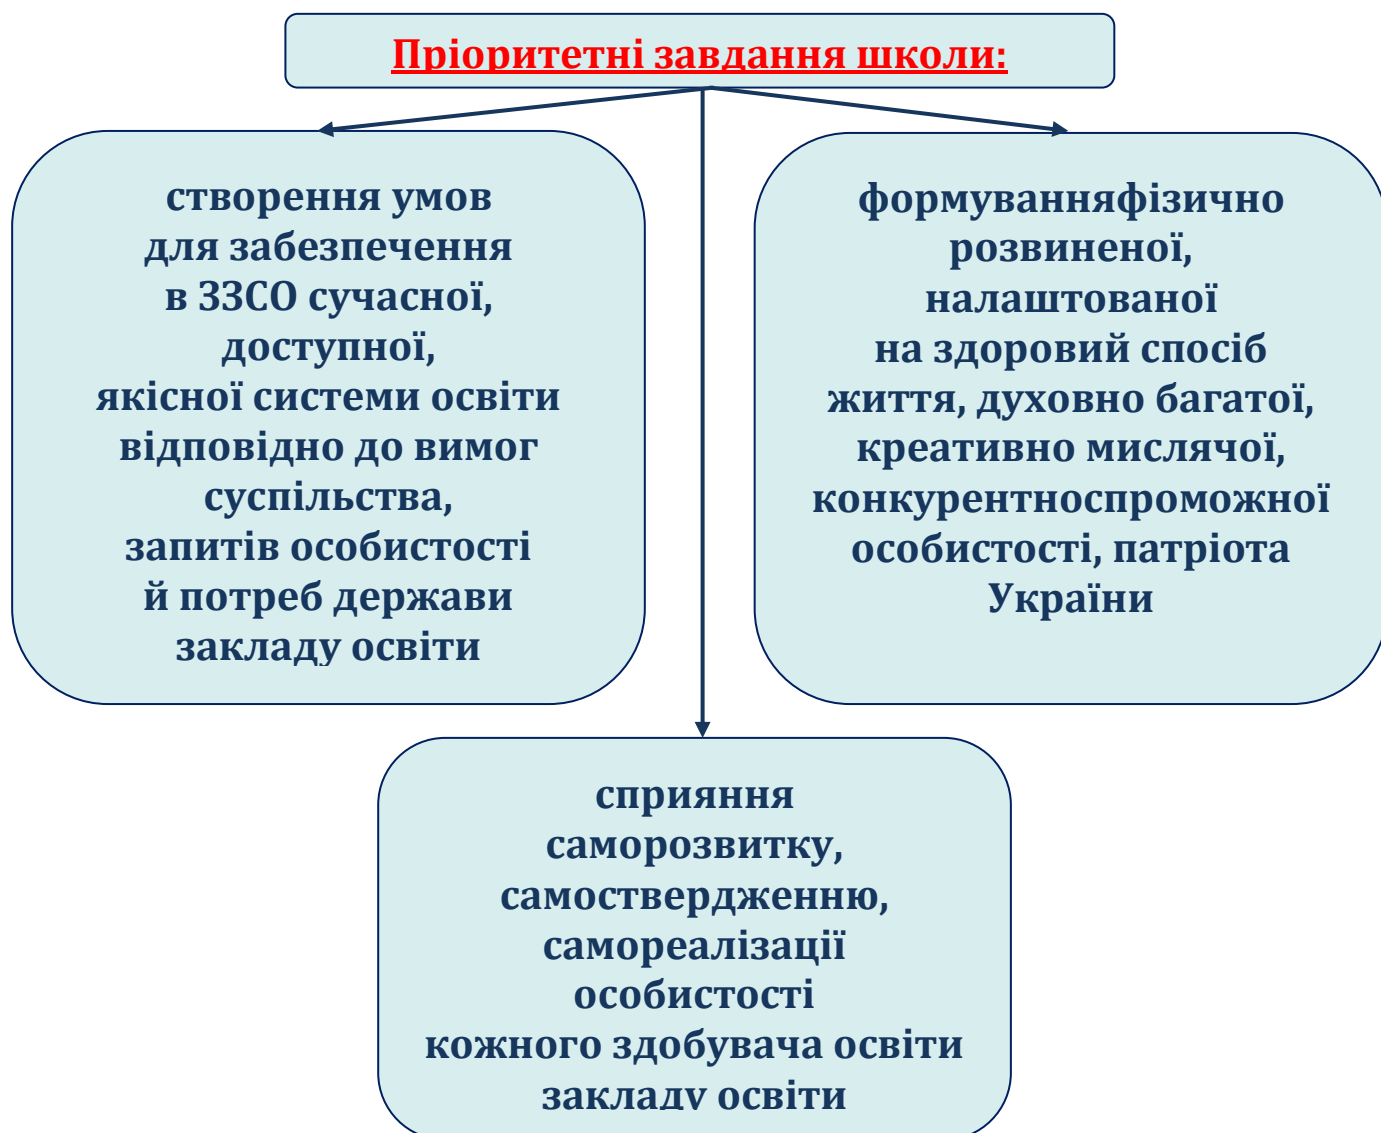 Пріоритетні завдання школи:
створення умов
для забезпечення
в ЗЗСО сучасної,
доступної,
якісної системи освіти
відповідно до вимог
суспільства,
запитів особистості
й потреб держави
закладу освіти
формуванняфізично
розвиненої,
налаштованої
на здоровий спосіб
життя, духовно багатої,
креативно мислячої,
конкурентноспроможної
особистості, патріота
України
сприяння
саморозвитку,
самоствердженню,
самореалізації
особистості
кожного здобувача освіти
закладу освіти